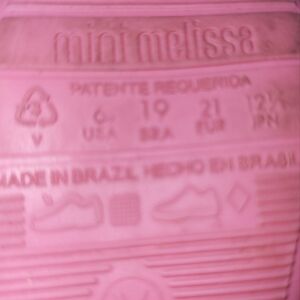 mini melissa
PATENTE REQUERIDA
6 19 21 12½
V USA BRA EUR JPN
MADE IN BRAZIL HECHO EN BRASIL